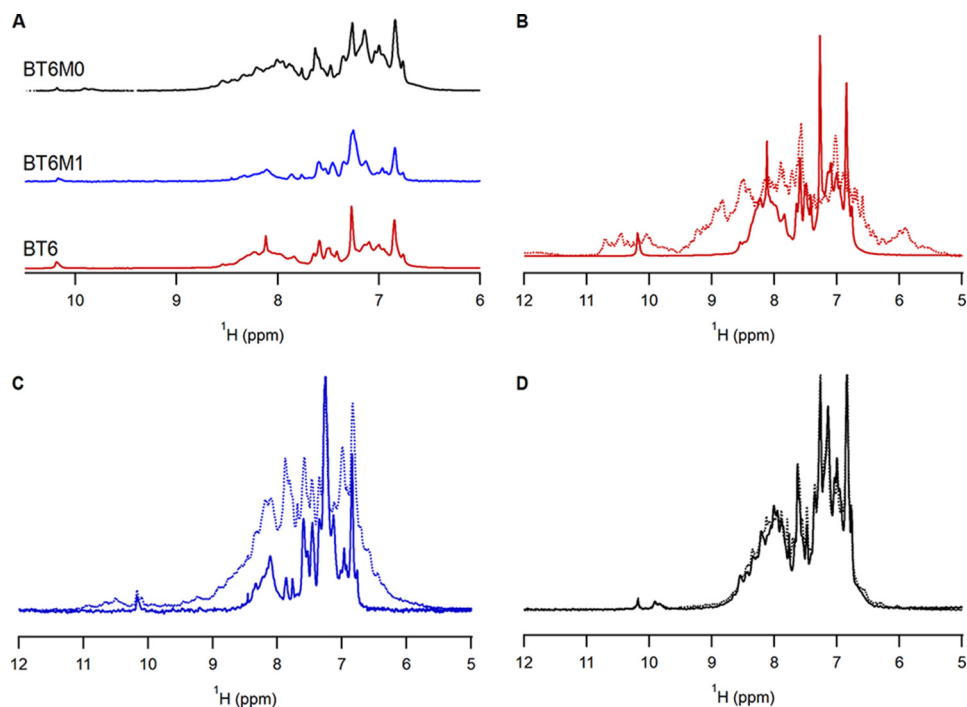 A
BT6M0
BT6M1
BT6
10 9 8 7 6
¹H (ppm)
B
12 11 10 9 8 7 6 5
¹H (ppm)
C
12 11 10 9 8 7 6 5
¹H (ppm)
D
12 11 10 9 8 7 6 5
¹H (ppm)